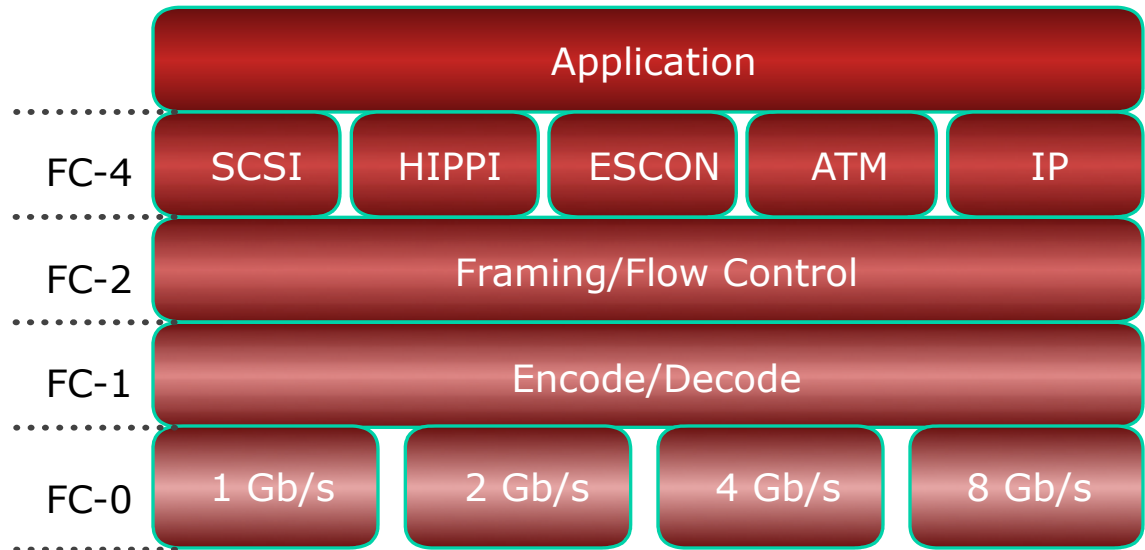 Application
FC-4 SCSI HIPPI ESCON ATM IP
FC-2 Framing/Flow Control
FC-1 Encode/Decode
FC-0 1 Gb/s 2 Gb/s 4 Gb/s 8 Gb/s